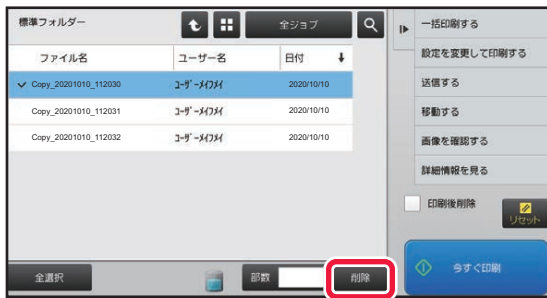 標準フォルダー
全ジョブ
ファイル名 ユーザー名 日付
Copy_20201010_112030 ﾕｰｻﾞｰﾒｲﾌﾒｲ 2020/10/10
Copy_20201010_112031 ﾕｰｻﾞｰﾒｲﾌﾒｲ 2020/10/10
Copy_20201010_112032 ﾕｰｻﾞｰﾒｲﾌﾒｲ 2020/10/10
全選択
部数
削除
一括印刷する
設定を変更して印刷する
送信する
移動する
画像を確認する
詳細情報を見る
印刷後削除
リセット
今すぐ印刷